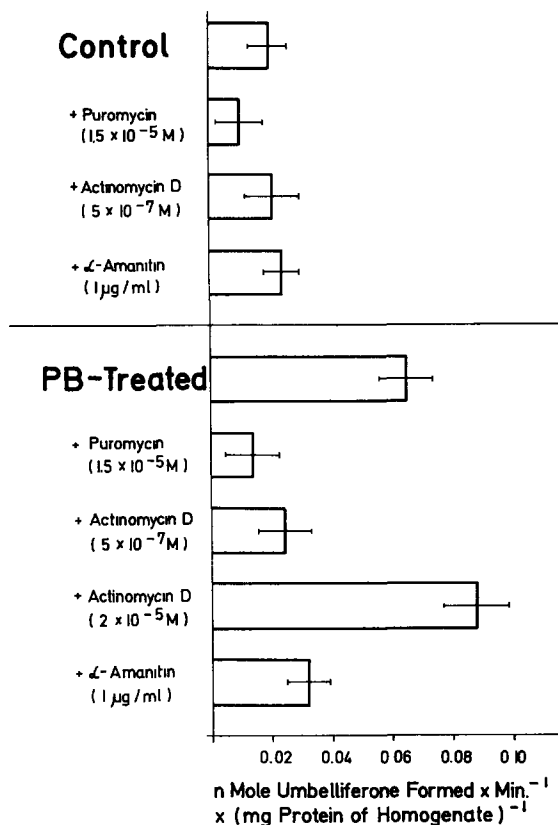 Control
+ Puromycin
(1.5 × 10⁻⁵ M)
+ Actinomycin D
(5 × 10⁻⁷ M)
+ α-Amanitin
(1 μg/ml)
PB-Treated
+ Puromycin
(1.5 × 10⁻⁵ M)
+ Actinomycin D
(5 × 10⁻⁷ M)
+ Actinomycin D
(2 × 10⁻⁵ M)
+ α-Amanitin
(1 μg/ml)
0.02 0.04 0.06 0.08 0.10
n Mole Umbelliferone Formed x Min.⁻¹
x (mg Protein of Homogenate)⁻¹